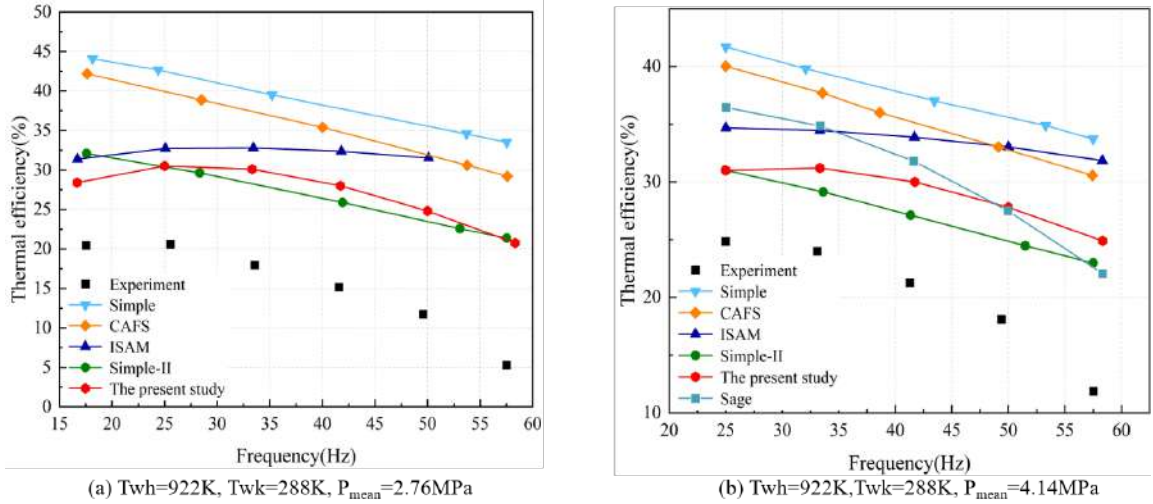 50
45
40
35
30
25
20
15
10
5
0
Thermal efficiency(%)
Experiment
Simple
CAFS
ISAM
Simple-II
The present study
15 20 25 30 35 40 45 50 55 60
Frequency(Hz)
(a) Twh=922K, Twk=288K, Pmean=2.76MPa
40
30
20
10
Thermal efficiency(%)
Experiment
Simple
CAFS
ISAM
Simple-II
The present study
Sage
20 25 30 35 40 45 50 55 60
Frequency(Hz)
(b) Twh=922K,Twk=288K, Pmean=4.14MPa